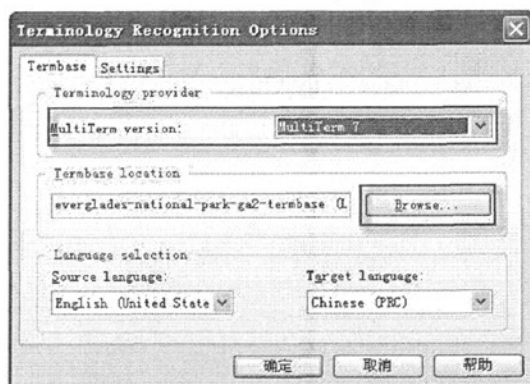 Terminology Recognition Options
Termbase Settings
Terminology provider
MultiTerm version: MultiTerm 7
Termbase location
everglades-national-park-ga2-termbase (L Browse...
Language selection
Source language: Target language:
English (United State Chinese (PRC)
确定 取消 帮助